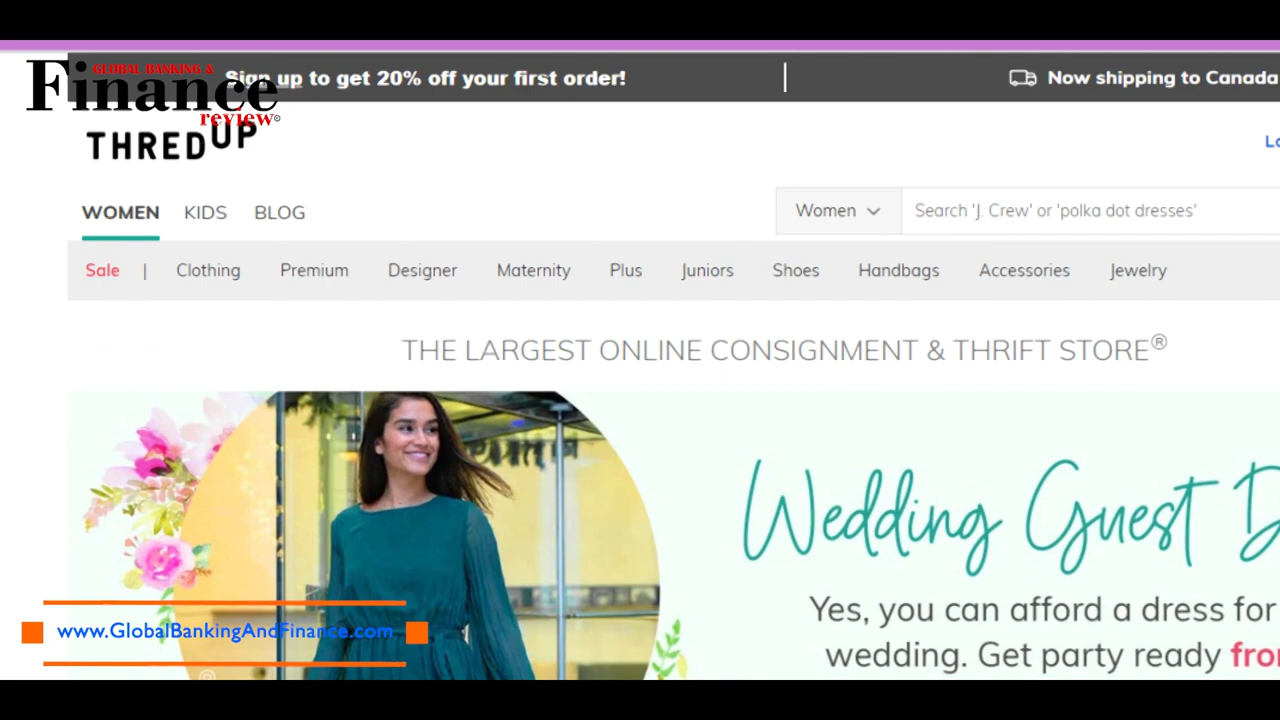 Sign up to get 20% off your first order!
Now shipping to Canada
GLOBAL BANKING &
Finance
review®
THREDUP
WOMEN KIDS BLOG
Women
Search 'J. Crew' or 'polka dot dresses'
Sale | Clothing Premium Designer Maternity Plus Juniors Shoes Handbags Accessories Jewelry
THE LARGEST ONLINE CONSIGNMENT & THRIFT STORE®
Wedding Guest D
Yes, you can afford a dress for
wedding. Get party ready fro
www.GlobalBankingAndFinance.com